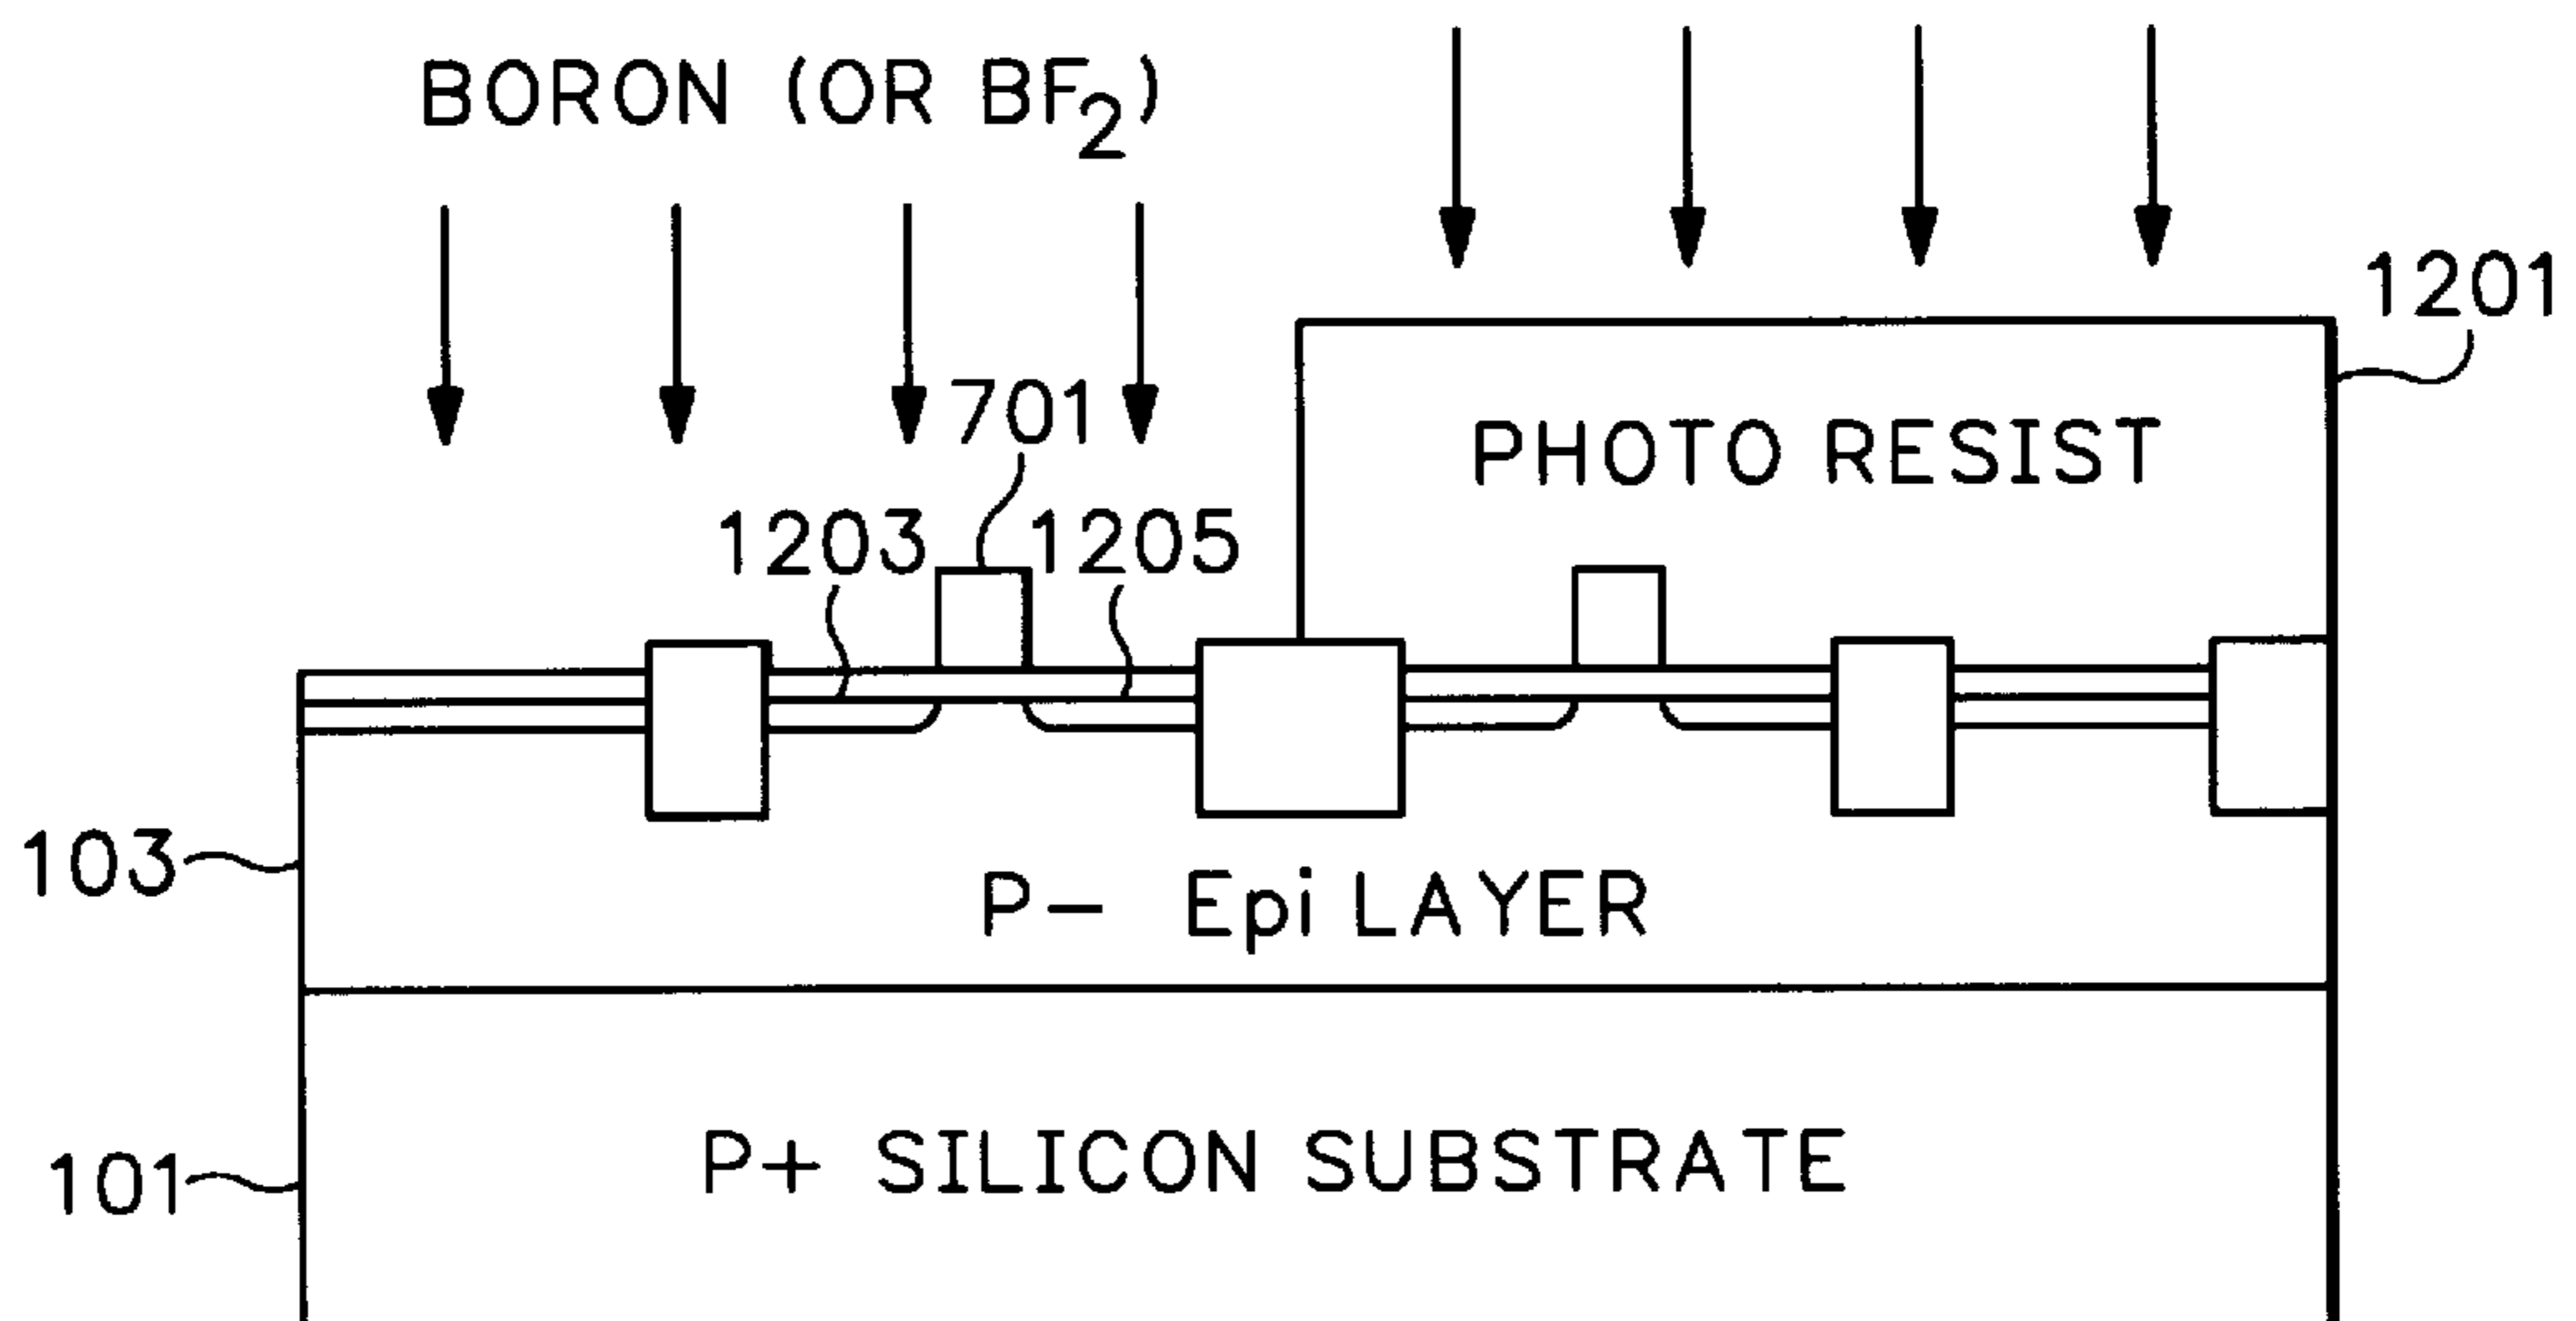 BORON (OR BF₂)
1201
701
PHOTO RESIST
1203
1205
103
P- Epi LAYER
101
P+ SILICON SUBSTRATE